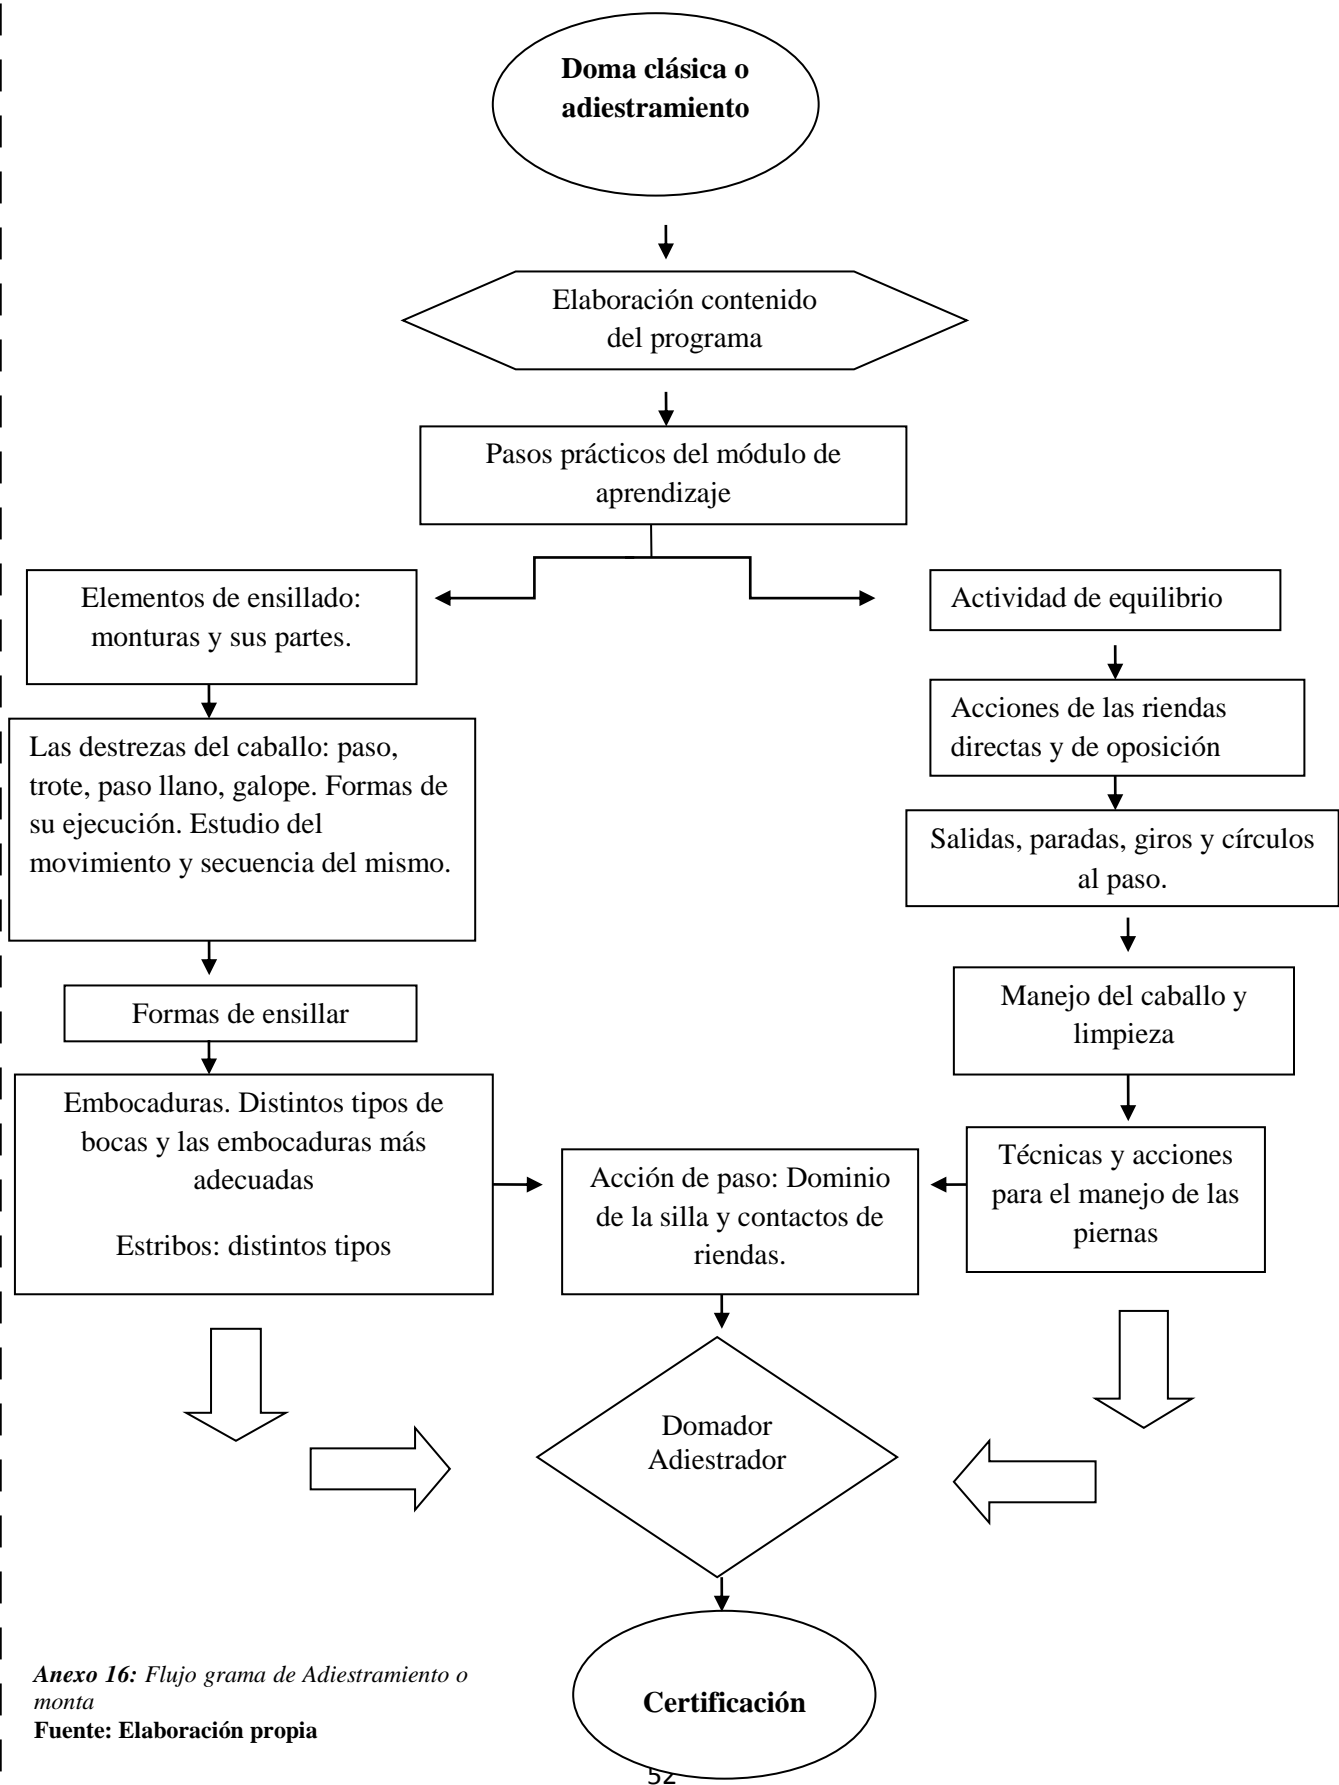 Doma clásica o
adiestramiento
Elaboración contenido
del programa
Pasos prácticos del módulo de
aprendizaje
Elementos de ensillado:
monturas y sus partes.
Actividad de equilibrio
Las destrezas del caballo: paso,
trote, paso llano, galope. Formas de
su ejecución. Estudio del
movimiento y secuencia del mismo.
Acciones de las riendas
directas y de oposición
Salidas, paradas, giros y círculos
al paso.
Formas de ensillar
Manejo del caballo y
limpieza
Embocaduras. Distintos tipos de
bocas y las embocaduras más
adecuadas
Estribos: distintos tipos
Acción de paso: Dominio
de la silla y contactos de
riendas.
Técnicas y acciones
para el manejo de las
piernas
Domador
Adiestrador
Certificación
Anexo 16: Flujo grama de Adiestramiento o
monta
Fuente: Elaboración propia
52